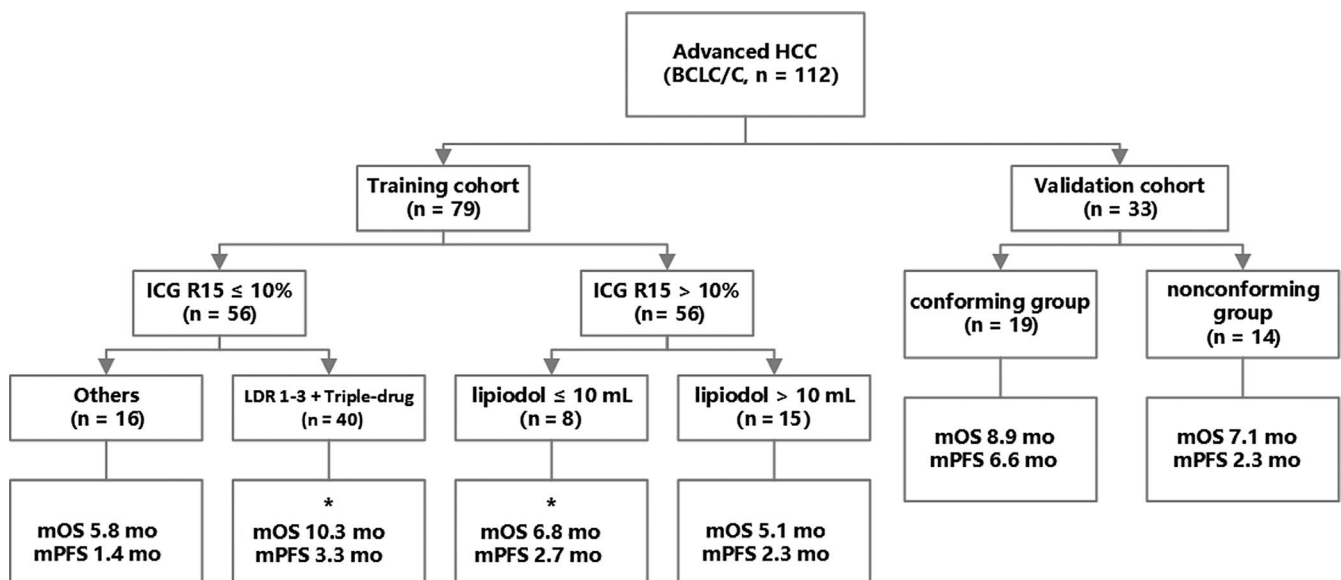 Advanced HCC
(BCLC/C, n = 112)
Training cohort
(n = 79)
Validation cohort
(n = 33)
ICG R15 ≤ 10%
(n = 56)
ICG R15 > 10%
(n = 56)
conforming group
(n = 19)
nonconforming
group
(n = 14)
Others
(n = 16)
LDR 1-3 + Triple-drug
(n = 40)
lipiodol ≤ 10 mL
(n = 8)
lipiodol > 10 mL
(n = 15)
mOS 8.9 mo
mPFS 6.6 mo
mOS 7.1 mo
mPFS 2.3 mo
mOS 5.8 mo
mPFS 1.4 mo
*
mOS 10.3 mo
mPFS 3.3 mo
*
mOS 6.8 mo
mPFS 2.7 mo
mOS 5.1 mo
mPFS 2.3 mo